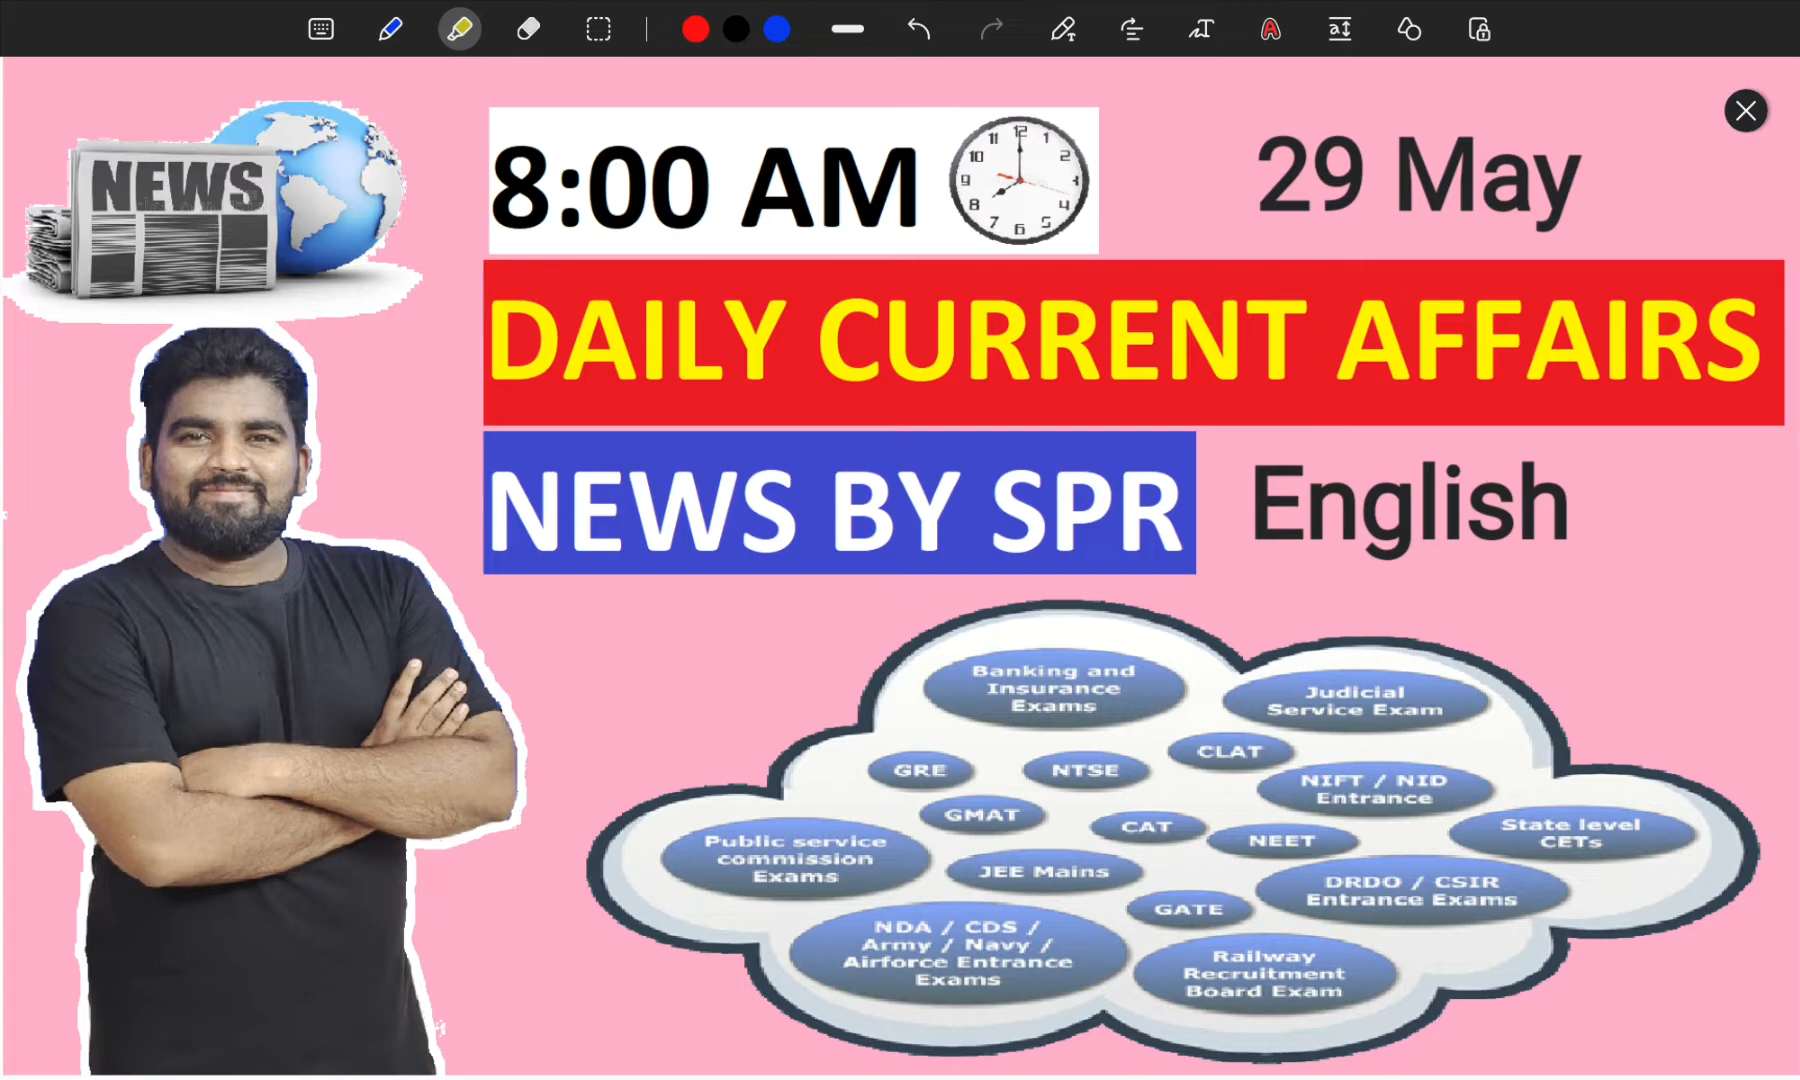 NEWS
8:00 AM
29 May
DAILY CURRENT AFFAIRS
NEWS BY SPR
English
Banking and
Insurance
Exams
Judicial
Service Exam
CLAT
GRE
NTSE
NIFT / NID
Entrance
GMAT
CAT
NEET
State level
CETs
Public service
commission
Exams
JEE Mains
DRDO / CSIR
Entrance Exams
GATE
NDA / CDS /
Army / Navy /
Airforce Entrance
Exams
Railway
Recruitment
Board Exam